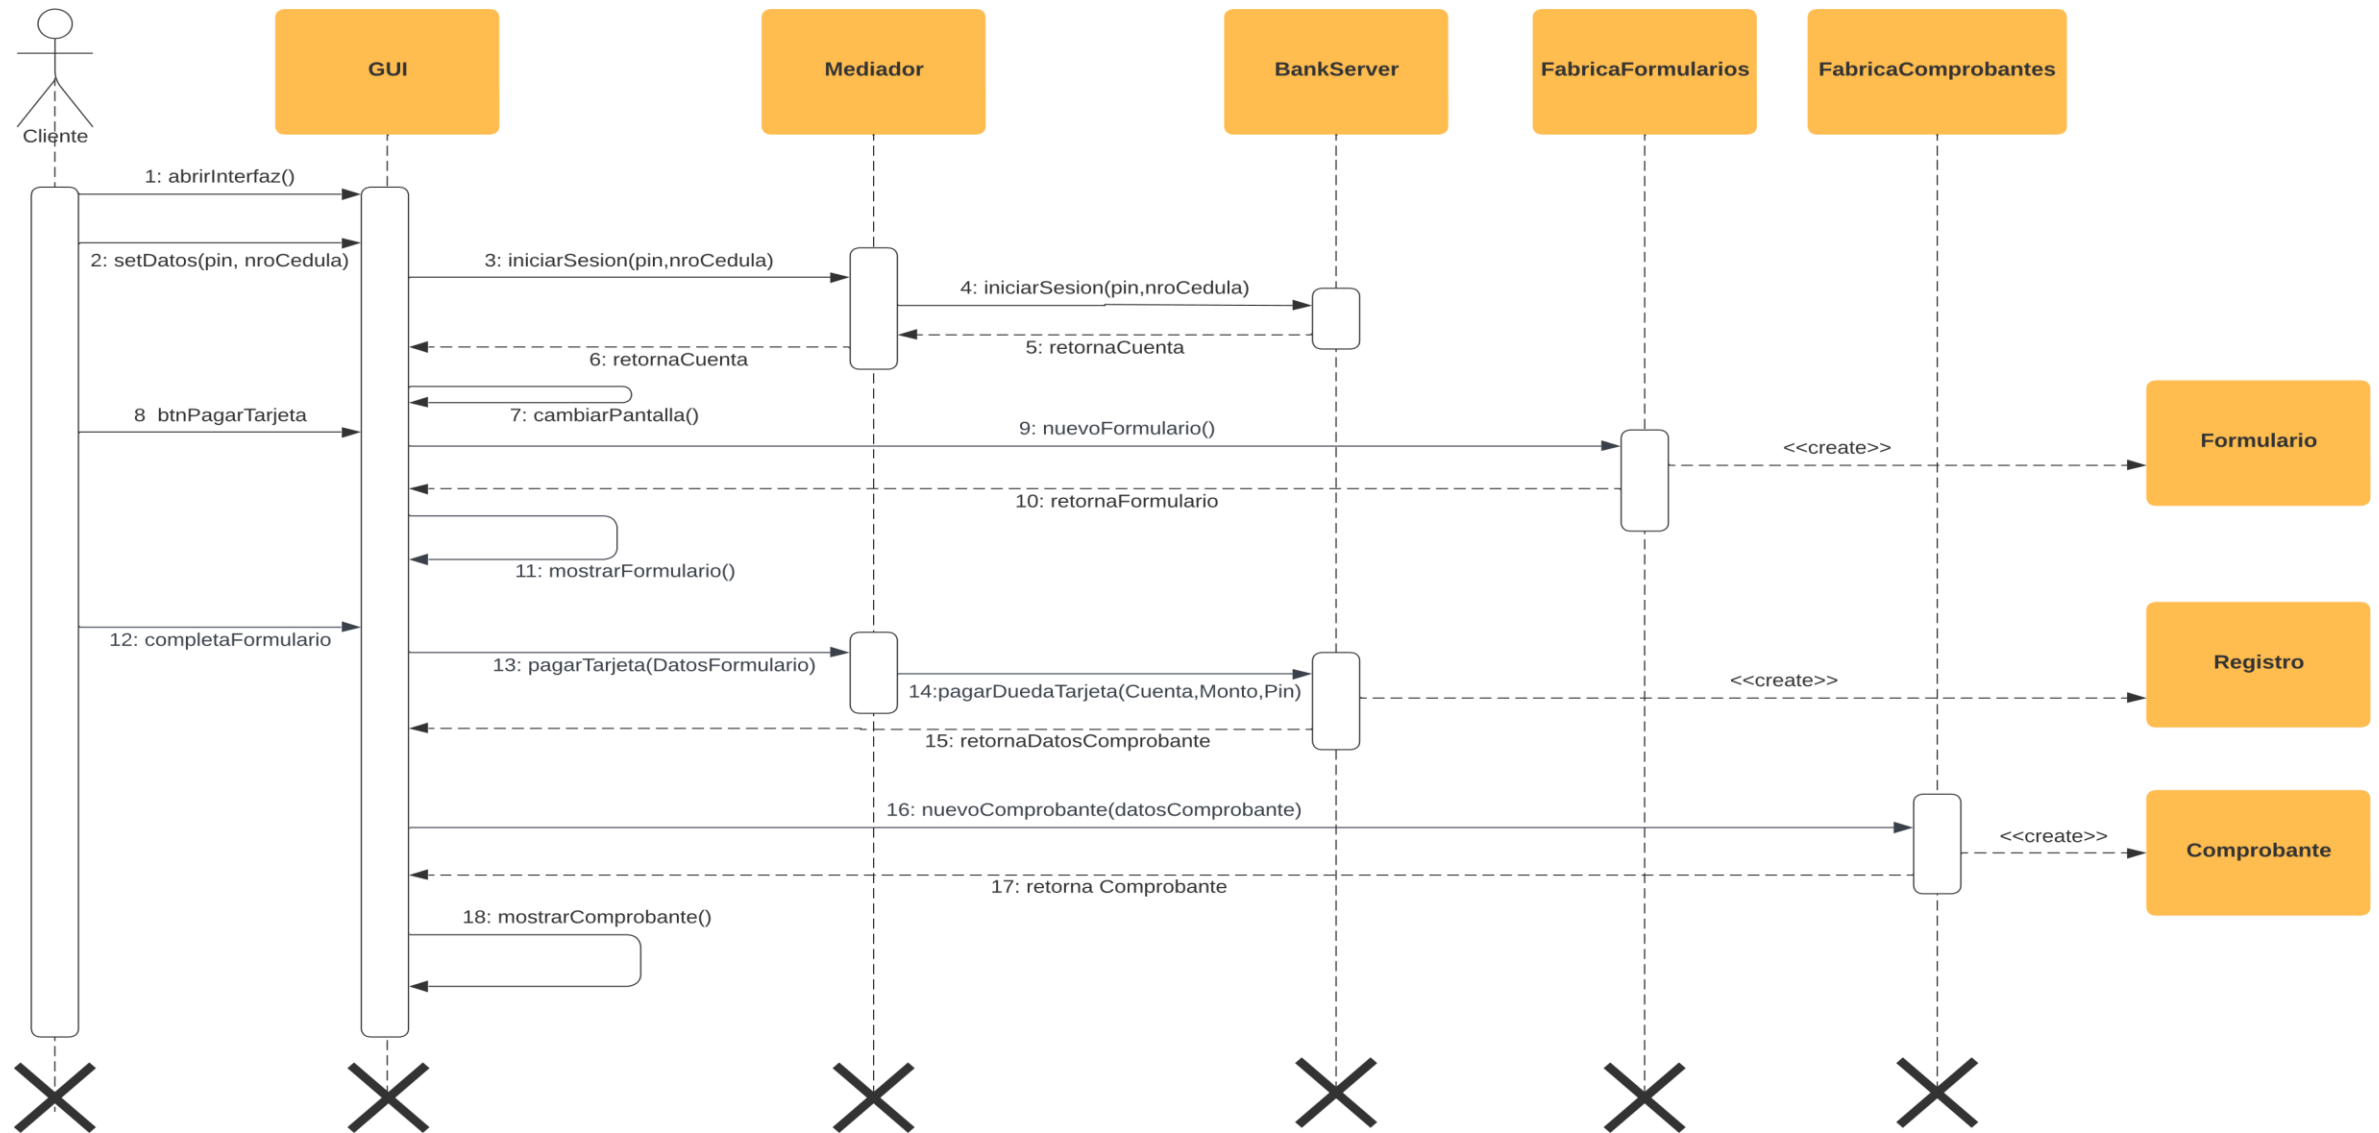 GUI
Mediador
BankServer
FabricaFormularios
FabricaComprobantes
Cliente
1: abrirInterfaz()
2: setDatos(pin, nroCedula)
3: iniciarSesion(pin,nroCedula)
4: iniciarSesion(pin,nroCedula)
5: retornaCuenta
6: retornaCuenta
7: cambiarPantalla()
8 btnPagarTarjeta
9: nuevoFormulario()
<<create>>
Formulario
10: retornaFormulario
11: mostrarFormulario()
12: completaFormulario
13: pagarTarjeta(DatosFormulario)
14:pagarDuedaTarjeta(Cuenta,Monto,Pin)
<<create>>
Registro
15: retornaDatosComprobante
16: nuevoComprobante(datosComprobante)
<<create>>
Comprobante
17: retorna Comprobante
18: mostrarComprobante()